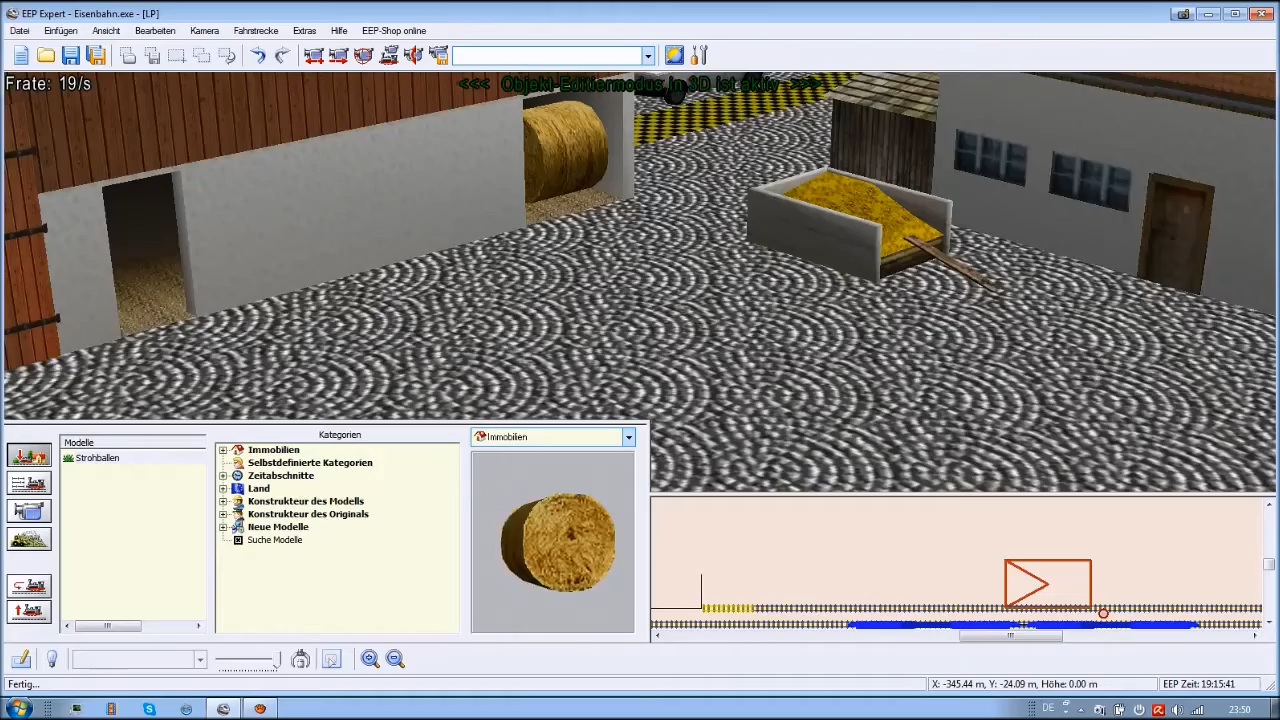 EEP Expert - Eisenbahn.exe - [LP]
Datei Einfügen Ansicht Bearbeiten Kamera Fahrstrecke Extras Hilfe EEP-Shop online
Frate: 19/s
<<< Objekt-Editiermodus in 3D ist aktiv >>>
Modelle
Strohballen
Kategorien
Immobilien
Selbstdefinierte Kategorien
Zeitabschnitte
Land
Konstrukteur des Modells
Konstrukteur des Originals
Neue Modelle
Suche Modelle
Immobilien
Fertig...
X: -345.44 m, Y: -24.09 m, Höhe: 0.00 m
EEP Zeit: 19:15:41
DE
23:50